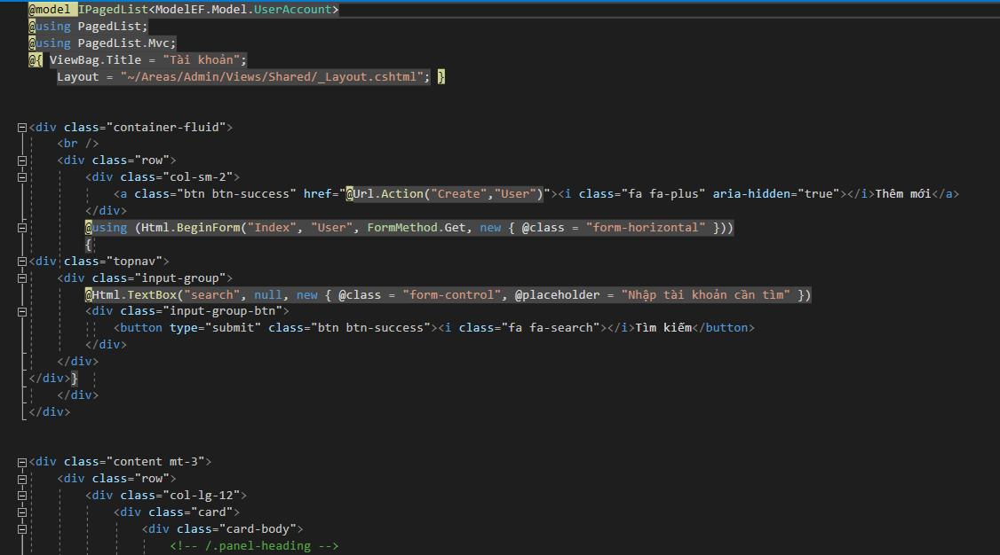 @model IPagedList<ModelEF.Model.UserAccount>
@using PagedList;
@using PagedList.Mvc;
@{ ViewBag.Title = "Tài khoản";
    Layout = "~/Areas/Admin/Views/Shared/_Layout.cshtml"; }
<div class="container-fluid">
    <br />
    <div class="row">
        <div class="col-sm-2">
            <a class="btn btn-success" href="@Url.Action("Create","User")"><i class="fa fa-plus" aria-hidden="true"></i>Thêm mới</a>
        </div>
        @using (Html.BeginForm("Index", "User", FormMethod.Get, new { @class = "form-horizontal" }))
        {
<div class="topnav">
    <div class="input-group">
        @Html.TextBox("search", null, new { @class = "form-control", @placeholder = "Nhập tài khoản cần tìm" })
        <div class="input-group-btn">
            <button type="submit" class="btn btn-success"><i class="fa fa-search"></i>Tìm kiếm</button>
        </div>
    </div>
</div>}
    </div>
</div>
<div class="content mt-3">
    <div class="row">
        <div class="col-lg-12">
            <div class="card">
                <div class="card-body">
                    <!-- /.panel-heading -->